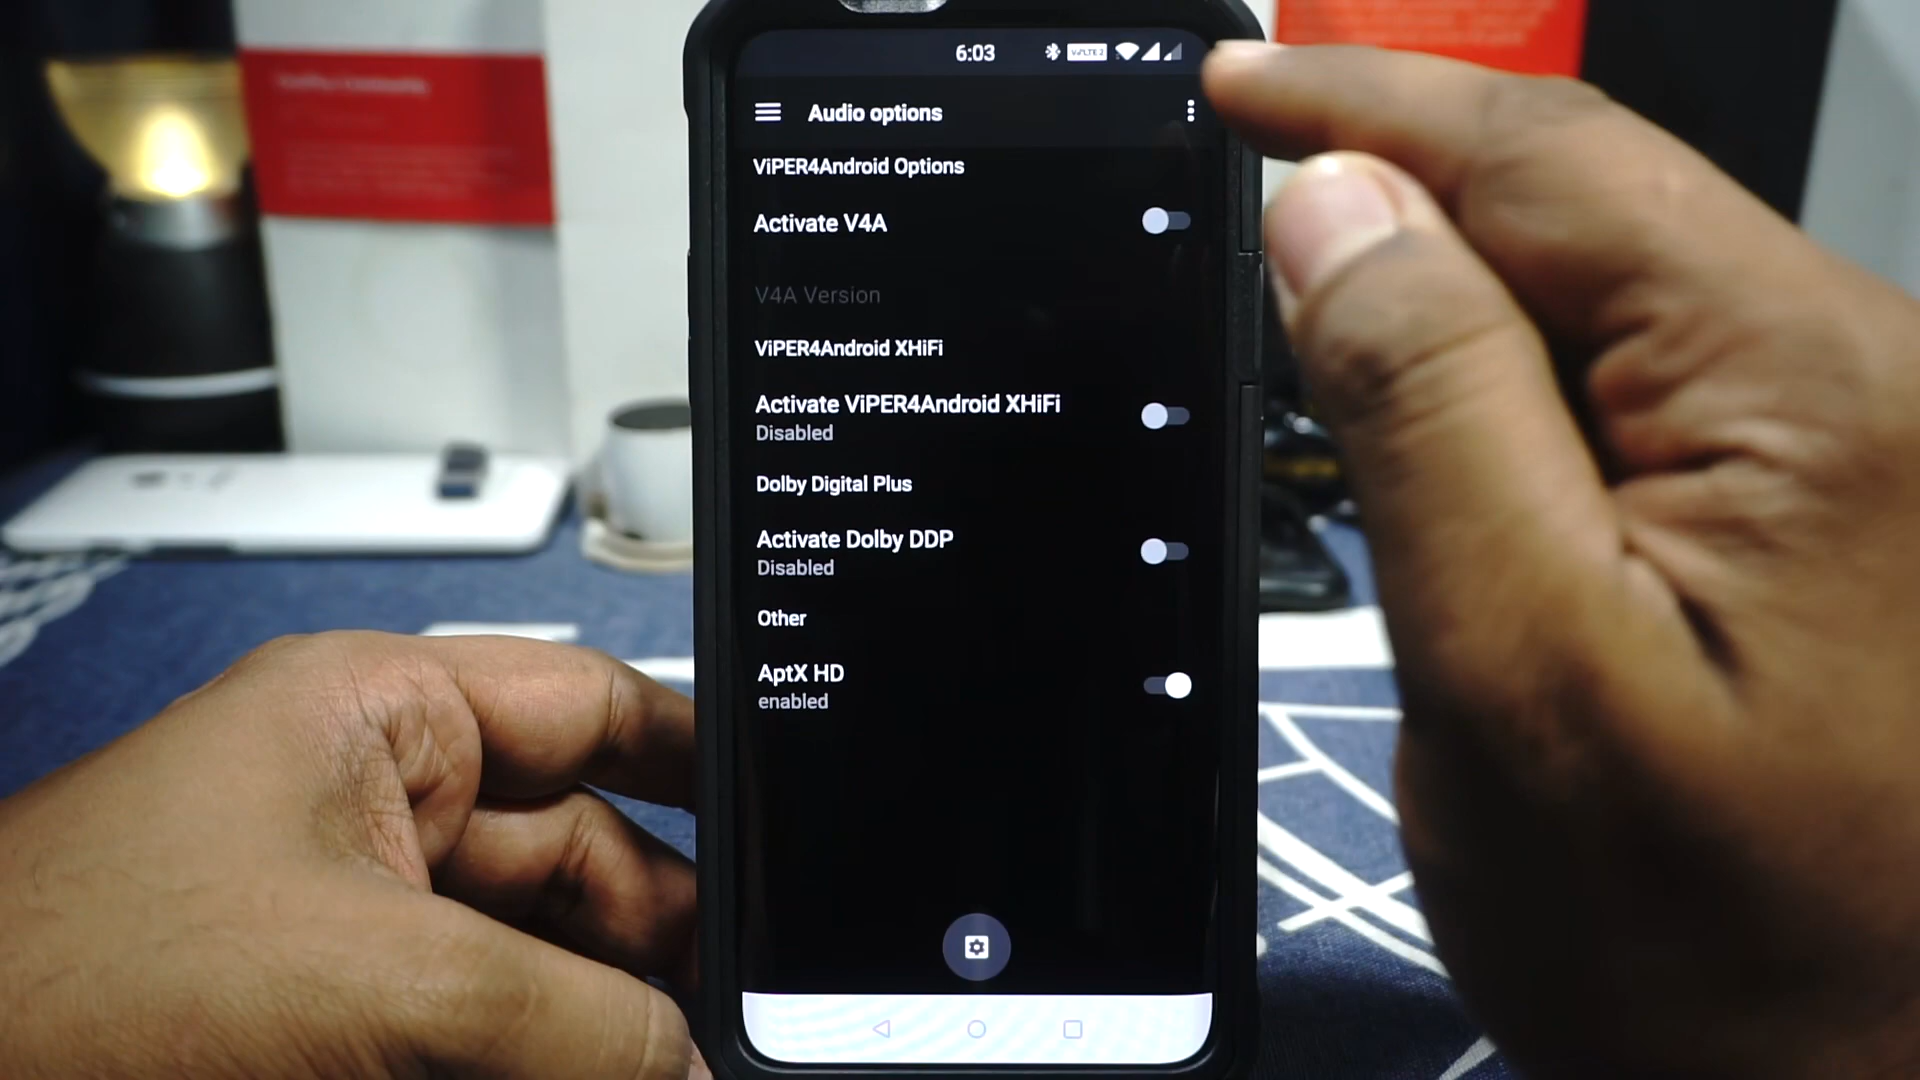 6:03
Audio options
ViPER4Android Options
Activate V4A
V4A Version
ViPER4Android XHiFi
Activate ViPER4Android XHiFi
Disabled
Dolby Digital Plus
Activate Dolby DDP
Disabled
Other
AptX HD
enabled